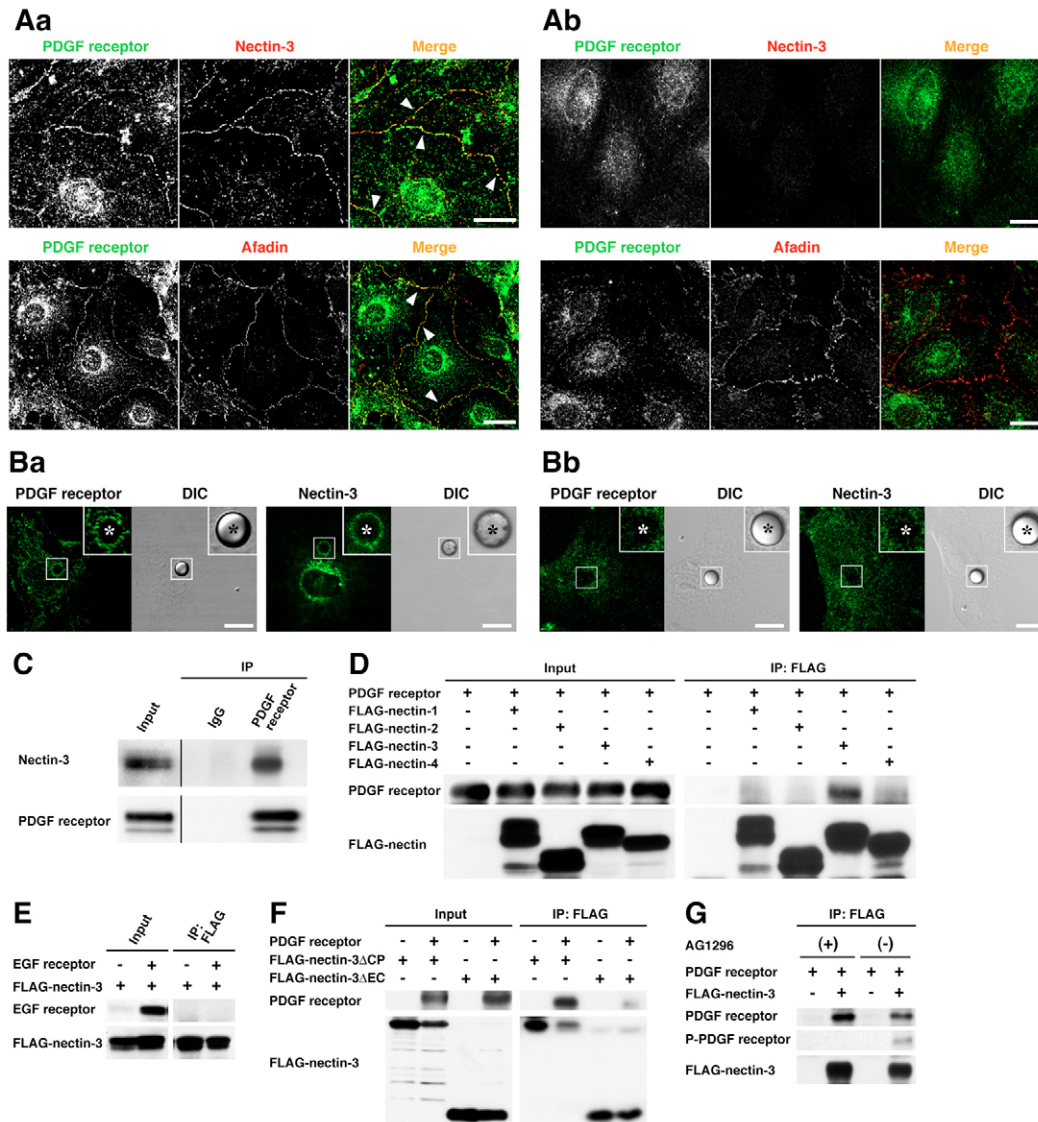 Aa
PDGF receptor Nectin-3 Merge
PDGF receptor Afadin Merge
Ab
PDGF receptor Nectin-3 Merge
PDGF receptor Afadin Merge
Ba
PDGF receptor DIC Nectin-3 DIC
* * * *
Bb
PDGF receptor DIC Nectin-3 DIC
* * * *
C
IP
Input IgG PDGF receptor
Nectin-3
PDGF receptor
D
Input IP: FLAG
PDGF receptor + + + + + + + + + +
FLAG-nectin-1 - + - - - - + - - -
FLAG-nectin-2 - - + - - - - + - -
FLAG-nectin-3 - - - + - - - - + -
FLAG-nectin-4 - - - - + - - - - +
PDGF receptor
FLAG-nectin
E
Input IP: FLAG
EGF receptor - + - +
FLAG-nectin-3 + + + +
EGF receptor
FLAG-nectin-3
F
Input IP: FLAG
PDGF receptor - + - + - + - +
FLAG-nectin-3ΔCP + + - - + + - -
FLAG-nectin-3ΔEC - - + + - - + +
PDGF receptor
FLAG-nectin-3
G
IP: FLAG
AG1296 (+) (-)
PDGF receptor + + + +
FLAG-nectin-3 - + - +
PDGF receptor
P-PDGF receptor
FLAG-nectin-3